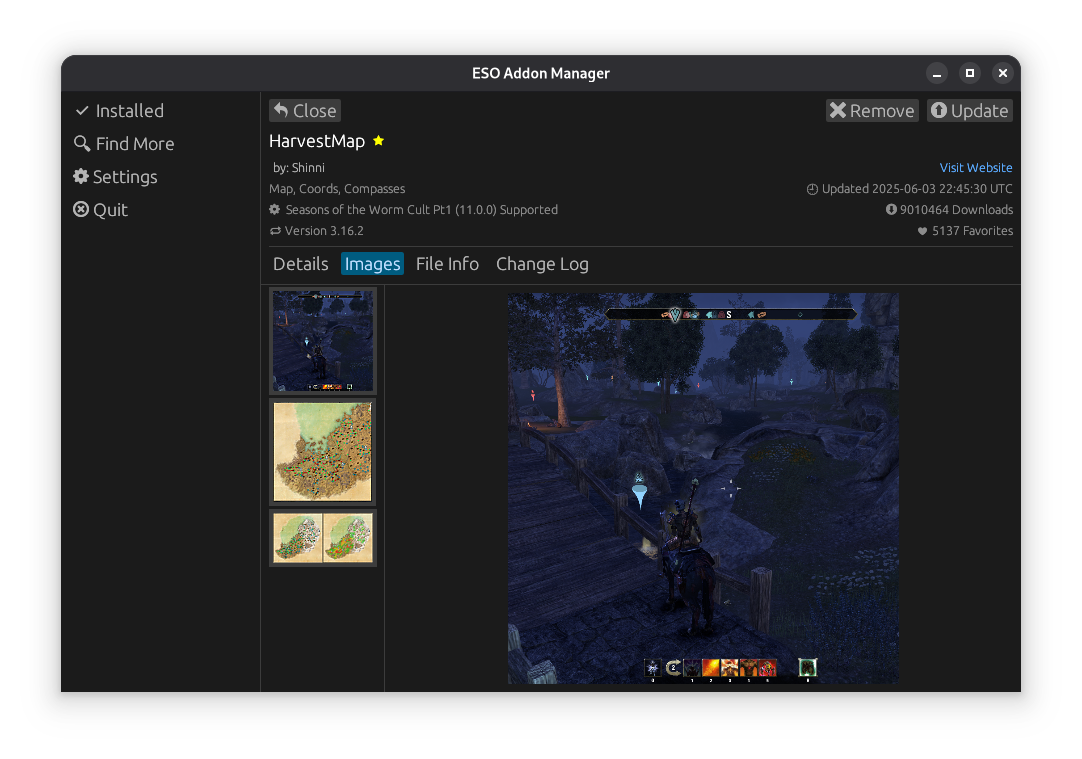 ESO Addon Manager
Installed
Find More
Settings
Quit
Close
Remove
Update
HarvestMap
by: Shinni
Visit Website
Map, Coords, Compasses
Updated 2025-06-03 22:45:30 UTC
Seasons of the Worm Cult Pt1 (11.0.0) Supported
9010464 Downloads
Version 3.16.2
5137 Favorites
Details
Images
File Info
Change Log
S